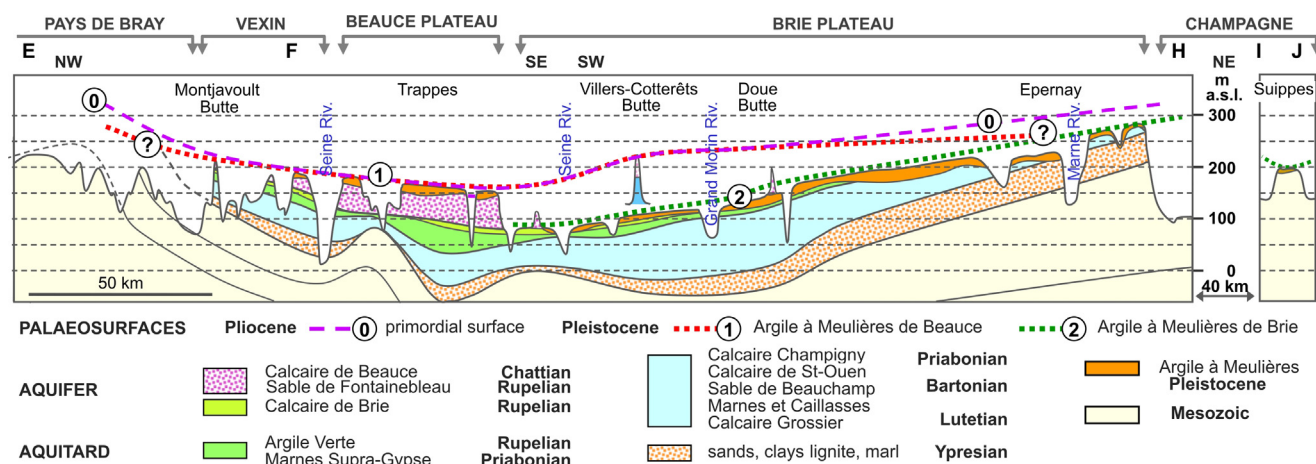 PAYS DE BRAY VEXIN BEAUCE PLATEAU BRIE PLATEAU CHAMPAGNE
E F H I J
NW SE SW NE
m
a.s.l.
Montjavoult
Butte
Trappes
Villers-Cotterêts
Butte
Doue
Butte
Epernay
Suippes
Seine Riv.
Seine Riv.
Grand Morin Riv.
Marne Riv.
0 ? 1 2 0 ?
300
200
100
0
50 km
40 km
PALAEOSURFACES Pliocene 0 primordial surface Pleistocene 1 Argile à Meulières de Beauce 2 Argile à Meulières de Brie
AQUIFER
Calcaire de Beauce Chattian
Sable de Fontainebleau Rupelian
Calcaire de Brie Rupelian
AQUITARD
Argile Verte Rupelian
Marnes Supra-Gypse Priabonian
Calcaire Champigny Priabonian
Calcaire de St-Ouen
Sable de Beauchamp Bartonian
Marnes et Caillasses
Calcaire Grossier Lutetian
sands, clays lignite, marl Ypresian
Argile à Meulières
Pleistocene
Mesozoic